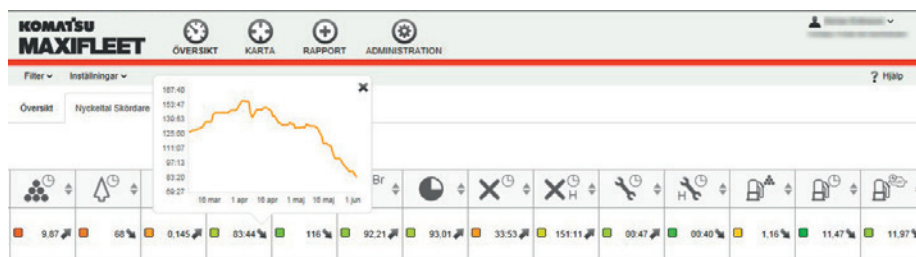 KOMATSU
MAXIFLEET
ÖVERSIKT KARTA RAPPORT ADMINISTRATION
Filter Inställningar ? Hjälp
Översikt Nyckeltal Skördare
167:40
153:47
139:53
125:00
111:07
97:13
83:20
69:27
16 mar 1 apr 16 apr 1 maj 16 maj 1 jun
Br
H H
9,87 68 0,145 83:44 116 92,21 93,01 33:53 151:11 00:47 00:40 1,16 11,47 11,97